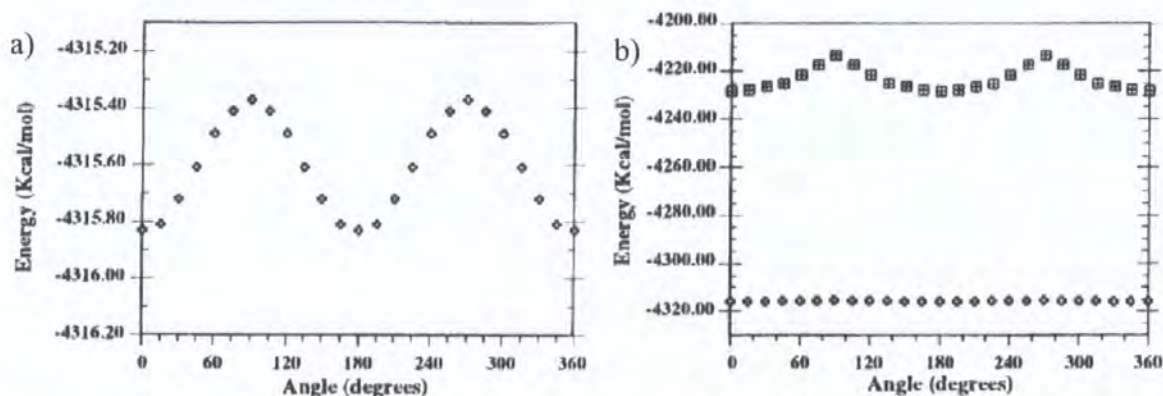 a)
-4315.20
-4315.40
-4315.60
-4315.80
-4316.00
-4316.20
Energy (Kcal/mol)
0 60 120 180 240 300 360
Angle (degrees)
b)
-4200.00
-4220.00
-4240.00
-4260.00
-4280.00
-4300.00
-4320.00
Energy (Kcal/mol)
0 60 120 180 240 300 360
Angle (degrees)